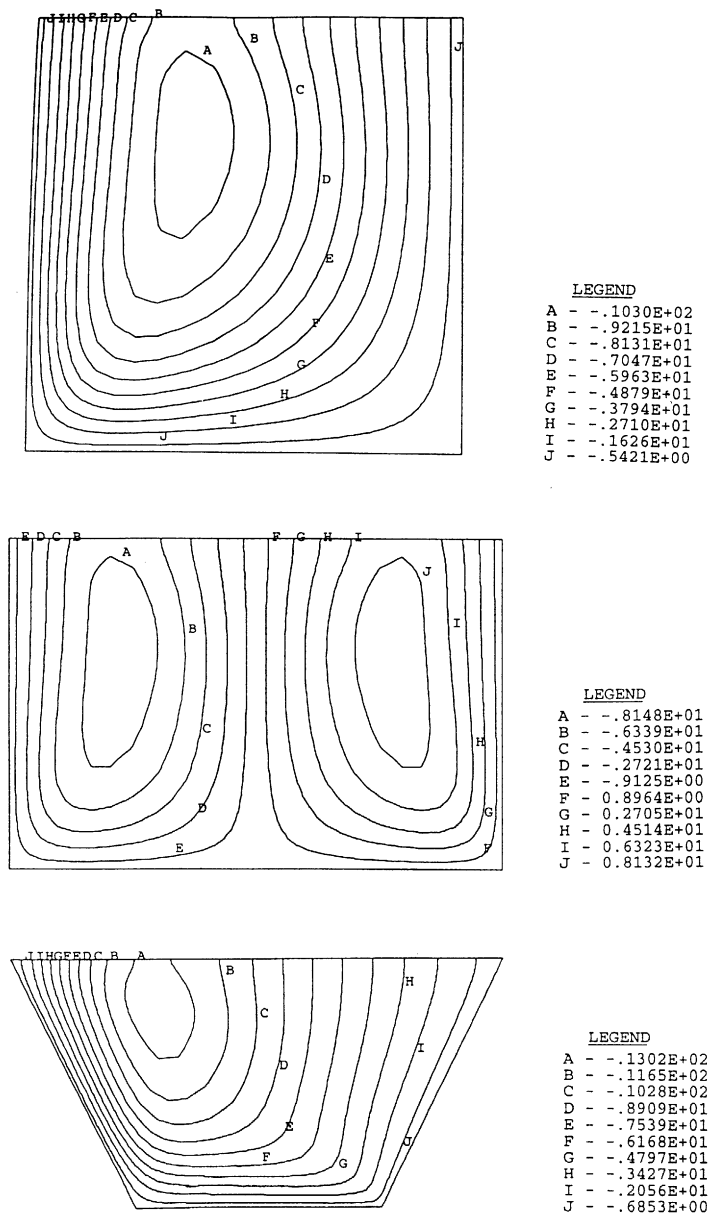 J I H G F E D C B
A
B
C
D
E
F
G
H
I
J
J
LEGEND
A - -.1030E+02
B - -.9215E+01
C - -.8131E+01
D - -.7047E+01
E - -.5963E+01
F - -.4879E+01
G - -.3794E+01
H - -.2710E+01
I - -.1626E+01
J - -.5421E+00
E D C B F G H I
A
J
B
I
C
H
D
G
E
F
LEGEND
A - -.8148E+01
B - -.6339E+01
C - -.4530E+01
D - -.2721E+01
E - -.9125E+00
F - 0.8964E+00
G - 0.2705E+01
H - 0.4514E+01
I - 0.6323E+01
J - 0.8132E+01
J I H G F E D C B A
B
H
C
I
D
E
J
F
G
LEGEND
A - -.1302E+02
B - -.1165E+02
C - -.1028E+02
D - -.8909E+01
E - -.7539E+01
F - -.6168E+01
G - -.4797E+01
H - -.3427E+01
I - -.2056E+01
J - -.6853E+00